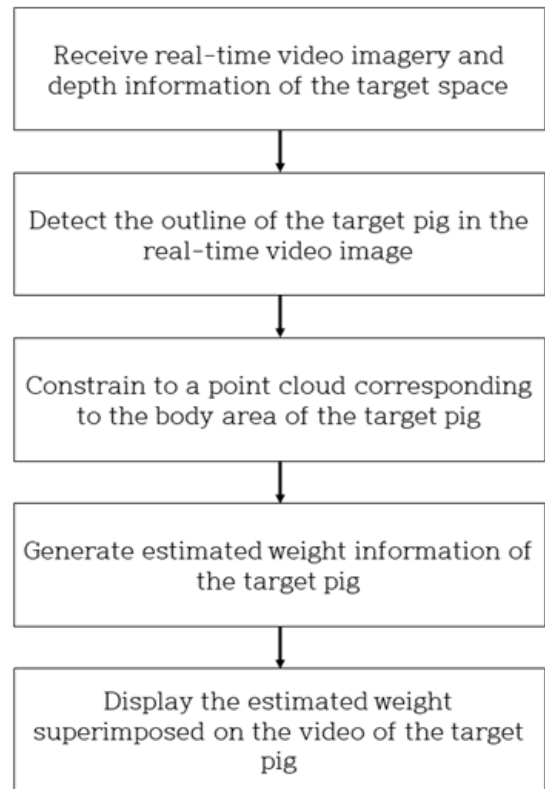 Receive real-time video imagery and
depth information of the target space
Detect the outline of the target pig in the
real-time video image
Constrain to a point cloud corresponding
to the body area of the target pig
Generate estimated weight information of
the target pig
Display the estimated weight
superimposed on the video of the target
pig